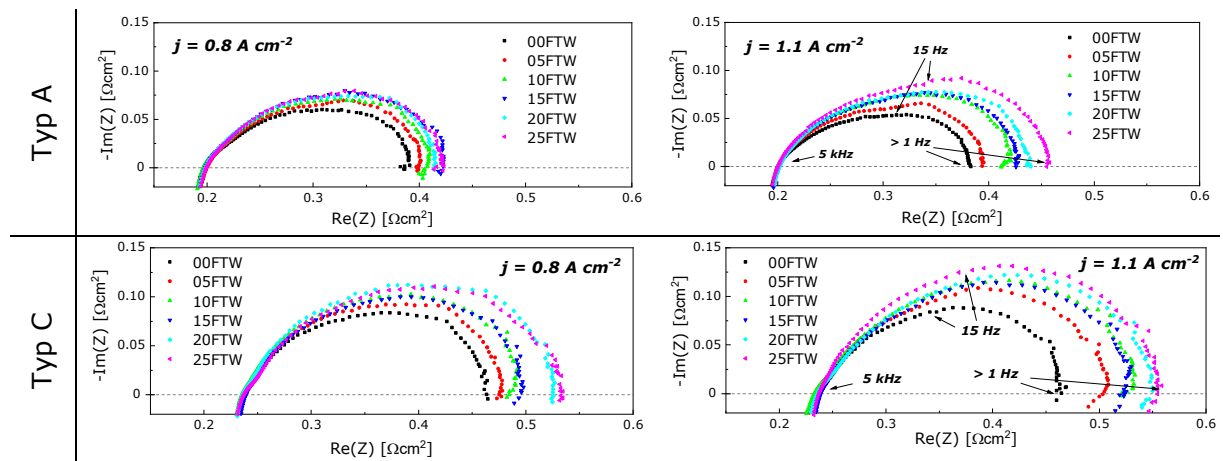 Typ A
-Im(Z) [Ωcm²]
0.15
0.10
0.05
0
j = 0.8 A cm⁻²
00FTW
05FTW
10FTW
15FTW
20FTW
25FTW
0.2 0.3 0.4 0.5 0.6
Re(Z) [Ωcm²]
-Im(Z) [Ωcm²]
0.15
0.10
0.05
0
j = 1.1 A cm⁻²
15 Hz
5 kHz
> 1 Hz
00FTW
05FTW
10FTW
15FTW
20FTW
25FTW
0.2 0.3 0.4 0.5 0.6
Re(Z) [Ωcm²]
Typ C
-Im(Z) [Ωcm²]
0.15
0.10
0.05
0
00FTW
05FTW
10FTW
15FTW
20FTW
25FTW
j = 0.8 A cm⁻²
0.2 0.3 0.4 0.5 0.6
Re(Z) [Ωcm²]
-Im(Z) [Ωcm²]
0.15
0.10
0.05
0
00FTW
05FTW
10FTW
15FTW
20FTW
25FTW
j = 1.1 A cm⁻²
15 Hz
5 kHz
> 1 Hz
0.2 0.3 0.4 0.5 0.6
Re(Z) [Ωcm²]